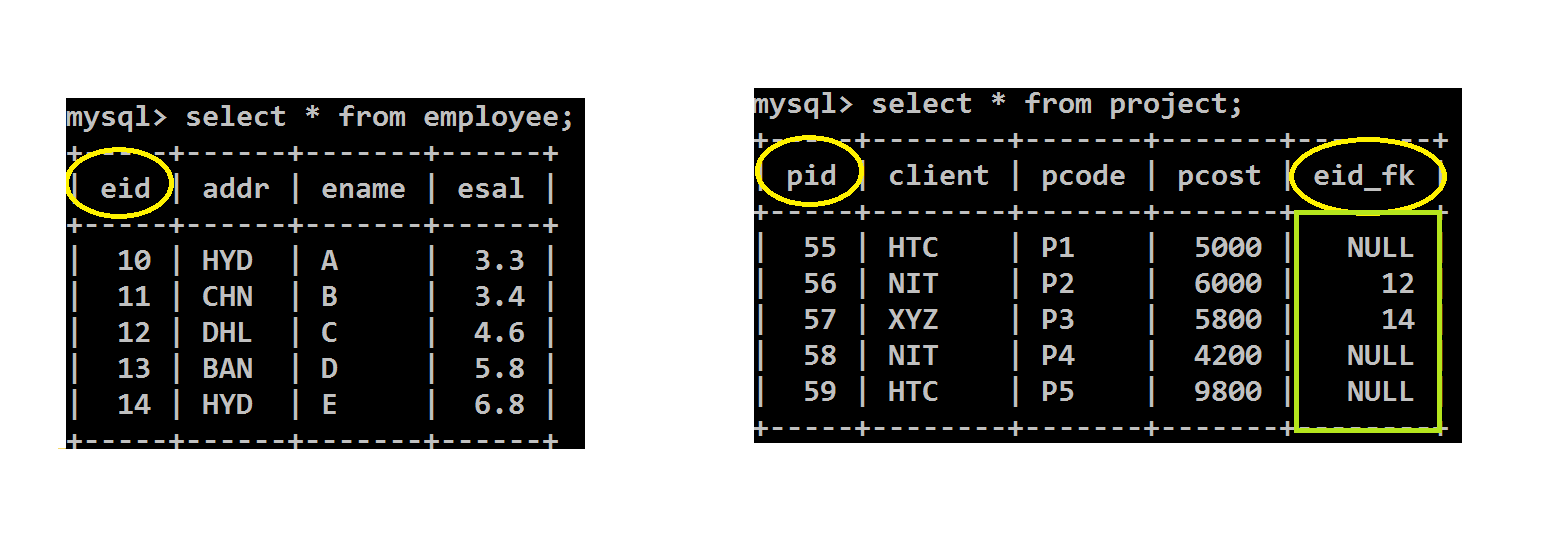 mysql> select * from employee;
+-----+------+-------+------+
| eid | addr | ename | esal |
+-----+------+-------+------+
|  10 | HYD  | A     |  3.3 |
|  11 | CHN  | B     |  3.4 |
|  12 | DHL  | C     |  4.6 |
|  13 | BAN  | D     |  5.8 |
|  14 | HYD  | E     |  6.8 |
+-----+------+-------+------+
mysql> select * from project;
+-----+--------+-------+-------+--------+
| pid | client | pcode | pcost | eid_fk |
+-----+--------+-------+-------+--------+
|  55 | HTC    | P1    |  5000 |   NULL |
|  56 | NIT    | P2    |  6000 |     12 |
|  57 | XYZ    | P3    |  5800 |     14 |
|  58 | NIT    | P4    |  4200 |   NULL |
|  59 | HTC    | P5    |  9800 |   NULL |
+-----+--------+-------+-------+--------+